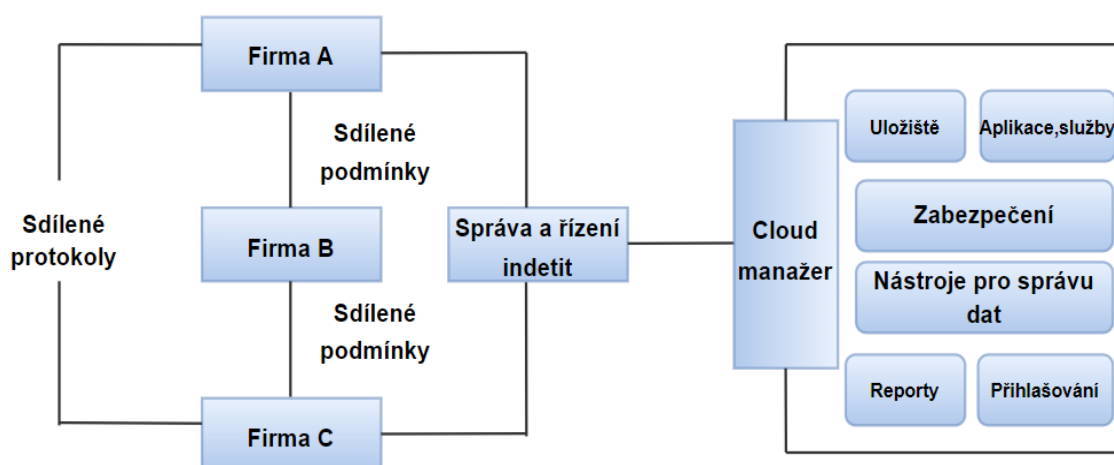 Firma A
Sdílené
podmínky
Sdílené
protokoly
Firma B
Sdílené
podmínky
Firma C
Správa a řízení
indetit
Cloud
manažer
Uložiště
Aplikace,služby
Zabezpečení
Nástroje pro správu
dat
Reporty
Přihlašování